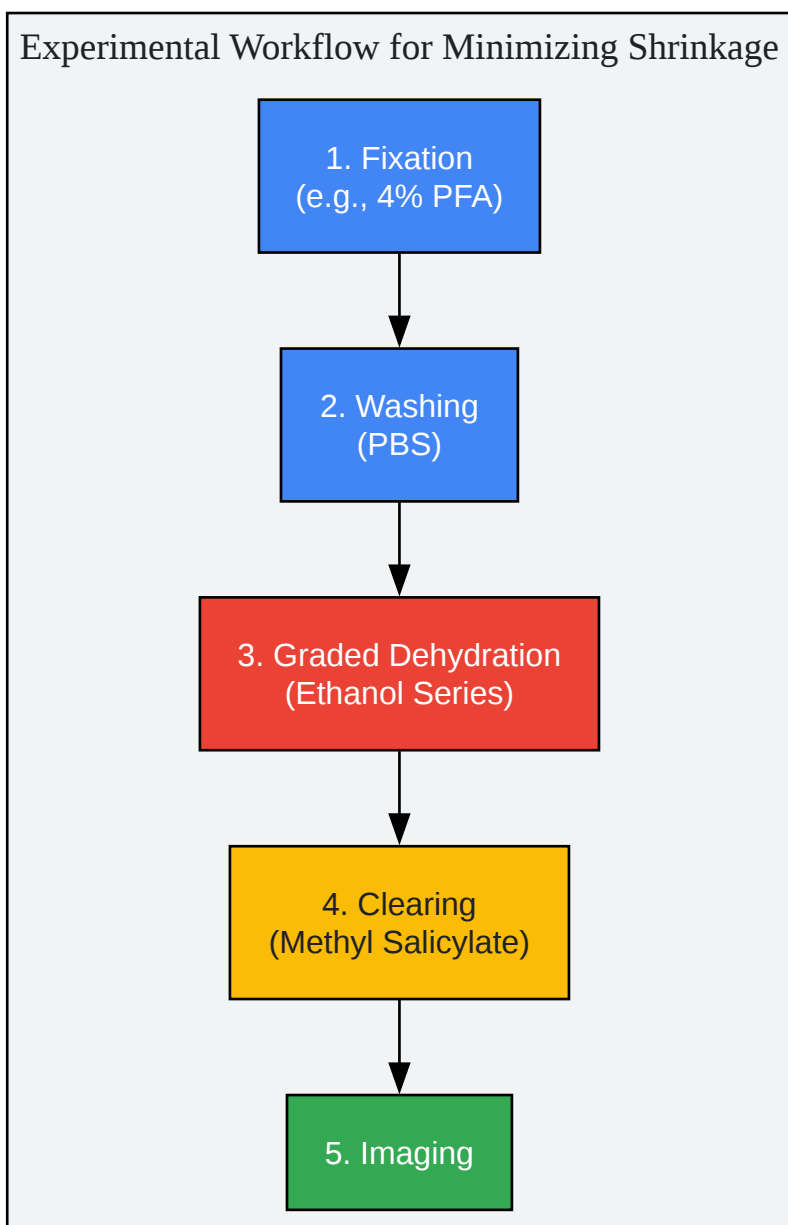 Experimental Workflow for Minimizing Shrinkage
1. Fixation
(e.g., 4% PFA)
2. Washing
(PBS)
3. Graded Dehydration
(Ethanol Series)
4. Clearing
(Methyl Salicylate)
5. Imaging